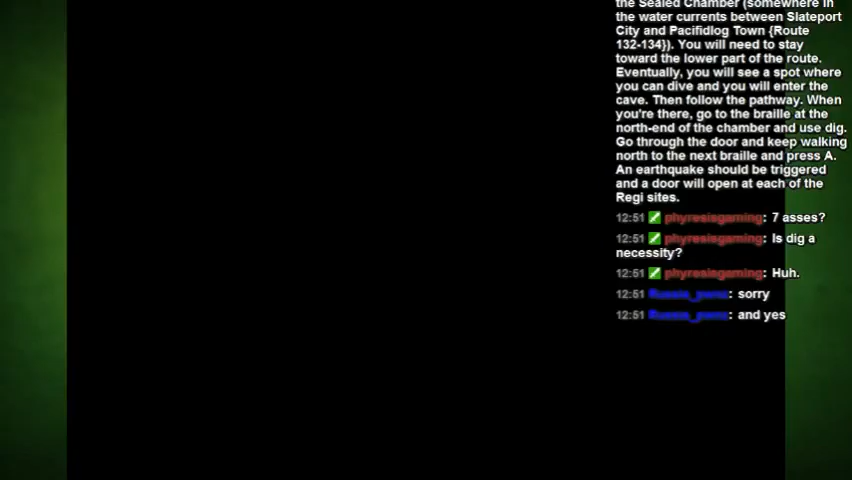 the Sealed Chamber (somewhere in
the water currents between Slateport
City and Pacifidlog Town {Route
132-134}). You will need to stay
toward the lower part of the route.
Eventually, you will see a spot where
you can dive and you will enter the
cave. Then follow the pathway. When
you're there, go to the braille at the
north-end of the chamber and use dig.
Go through the door and keep walking
north to the next braille and press A.
An earthquake should be triggered
and a door will open at each of the
Regi sites.
12:51 phyresisgaming: 7 asses?
12:51 phyresisgaming: Is dig a
necessity?
12:51 phyresisgaming: Huh.
12:51 : sorry
12:51 : and yes